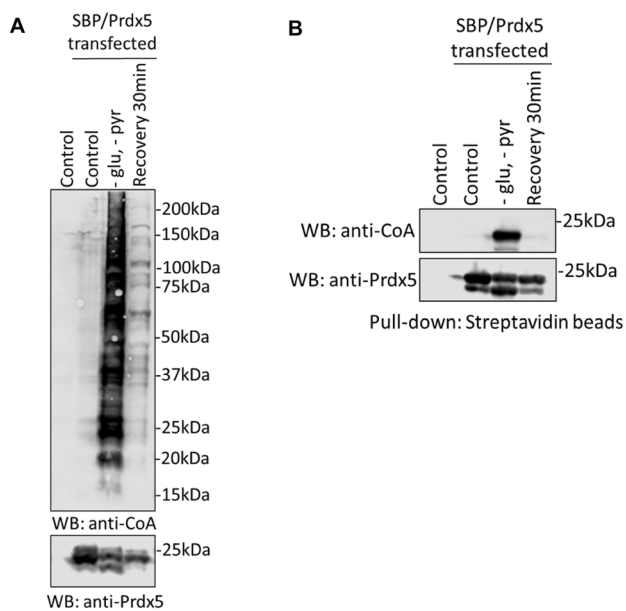 A
SBP/Prdx5
transfected
Control
Control
- glu, - pyr
Recovery 30min
-200kDa
-150kDa
-100kDa
-75kDa
-50kDa
-37kDa
-25kDa
-20kDa
-15kDa
WB: anti-CoA
-25kDa
WB: anti-Prdx5
B
SBP/Prdx5
transfected
Control
Control
- glu, - pyr
Recovery 30min
WB: anti-CoA
-25kDa
WB: anti-Prdx5
-25kDa
Pull-down: Streptavidin beads